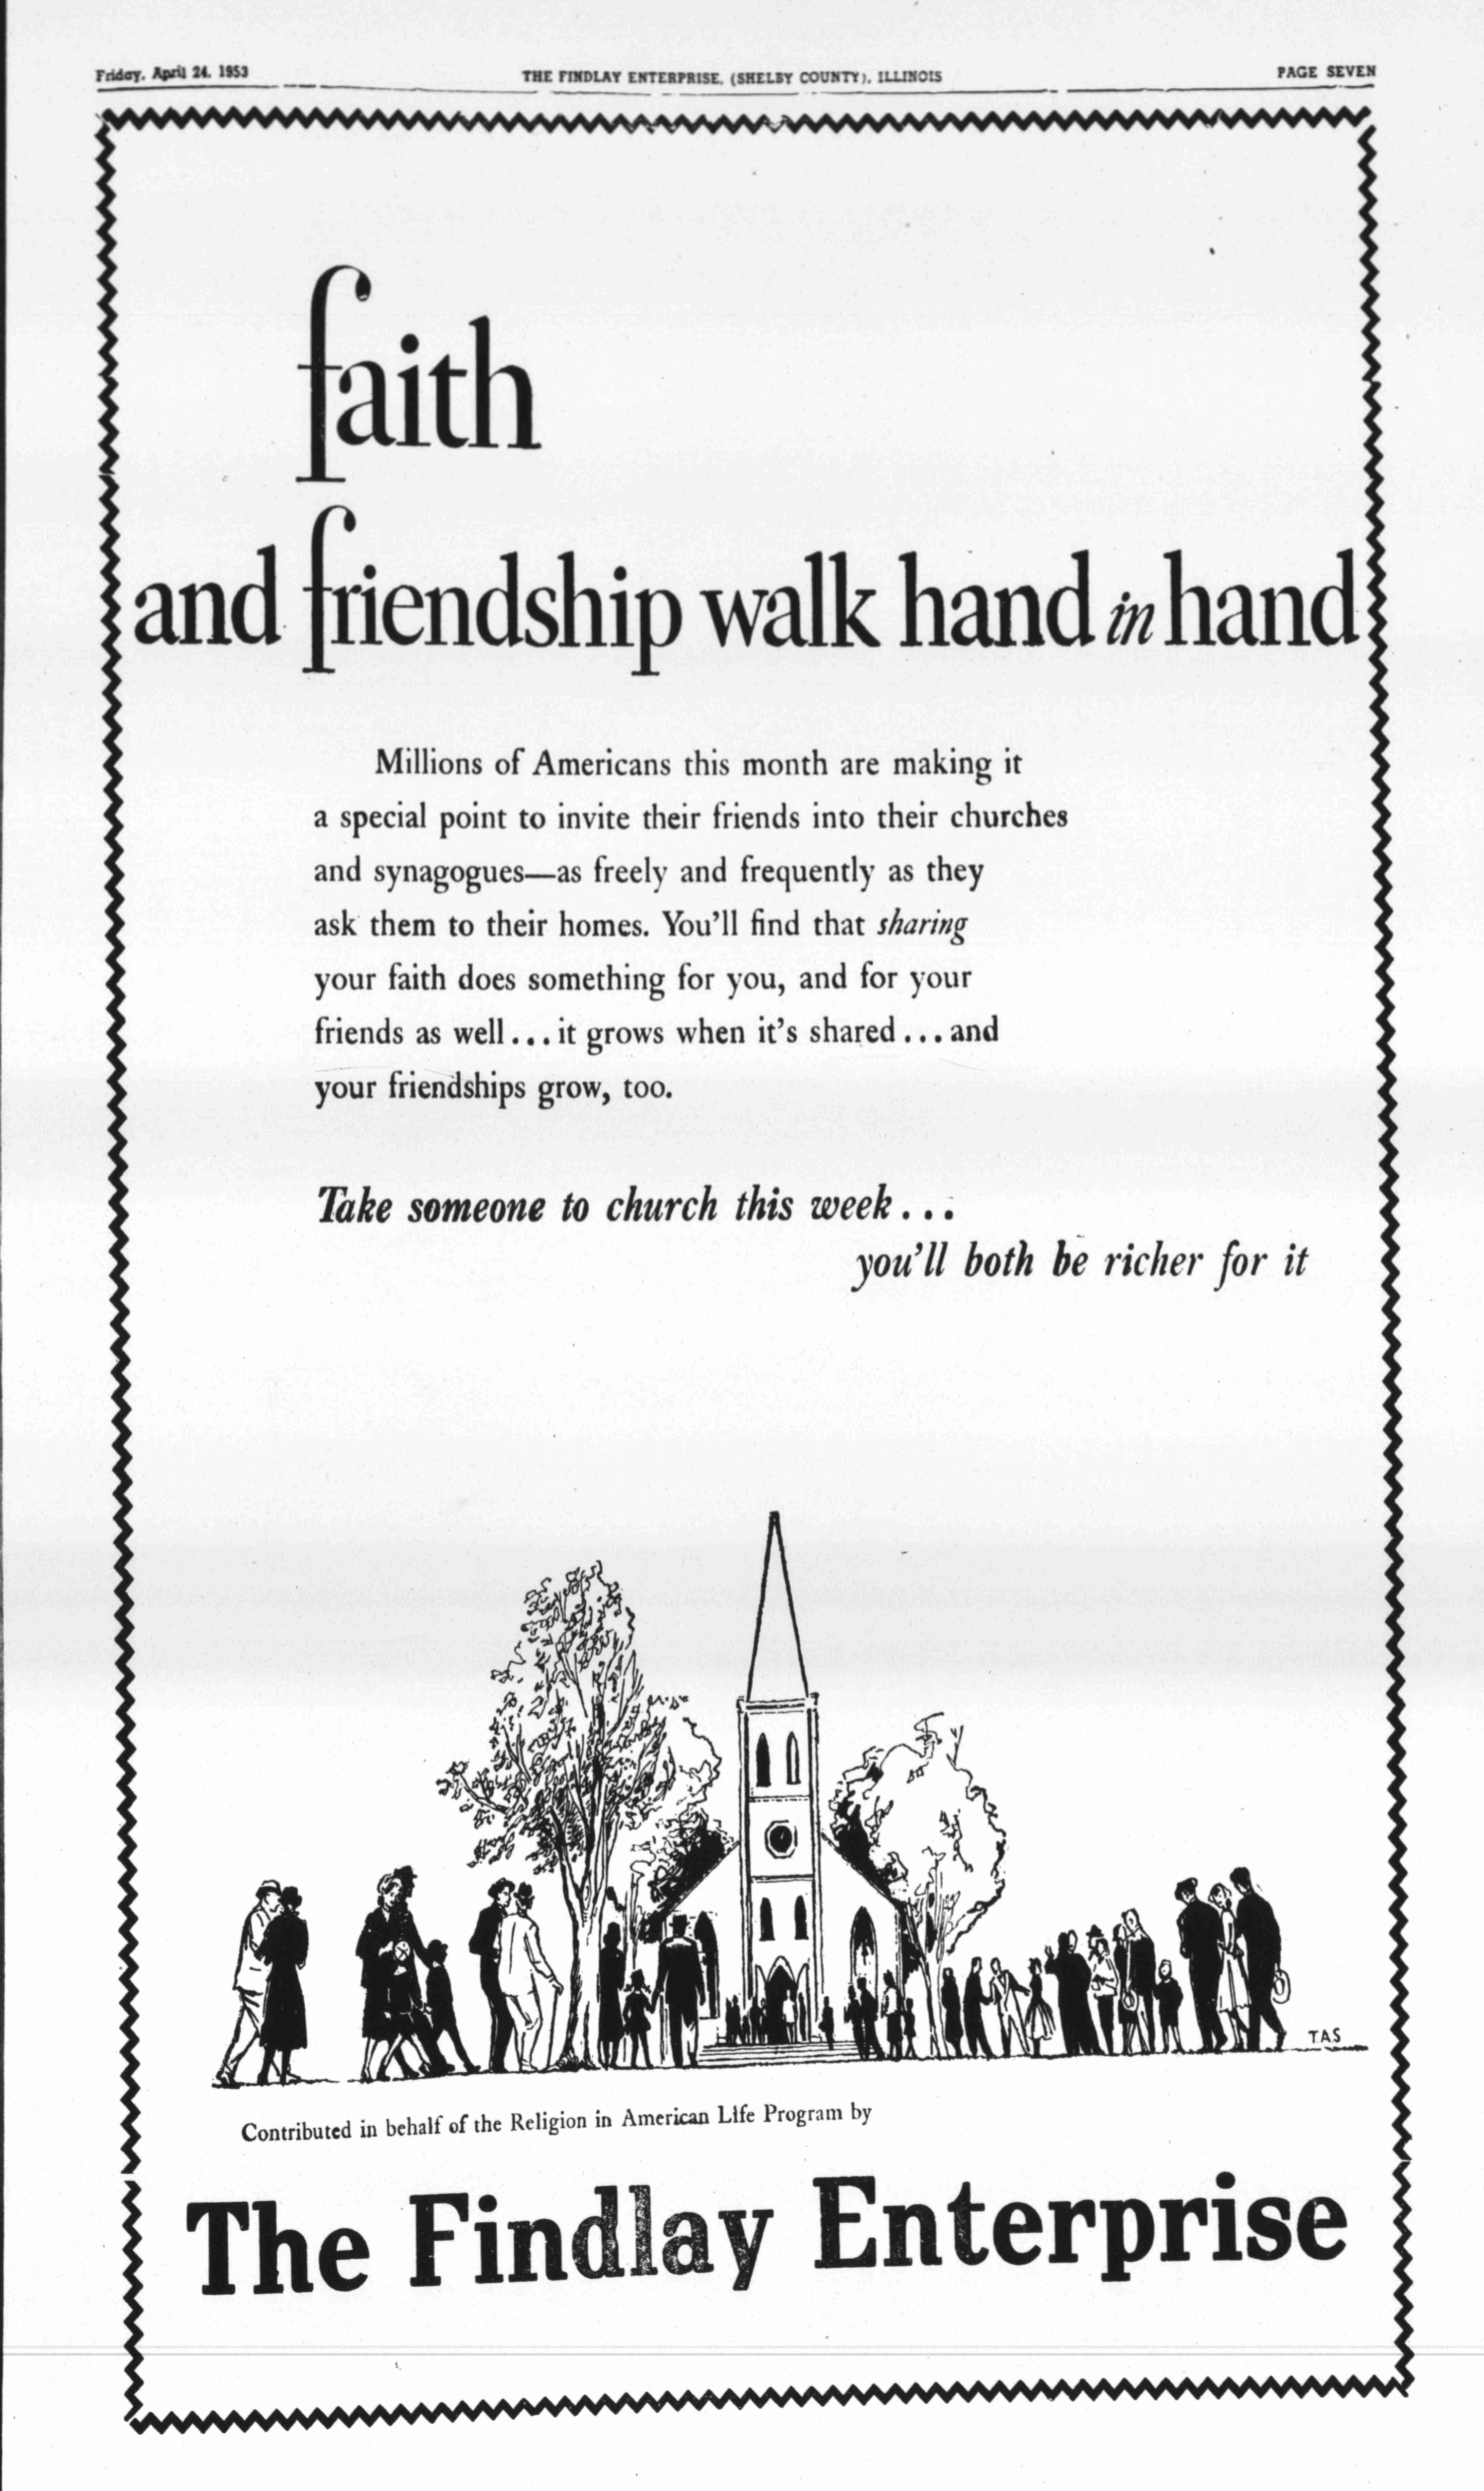 Friday, April 24, 1953
THE FINDLAY ENTERPRISE, (SHELBY COUNTY), ILLINOIS
PAGE SEVEN
faith
and friendship walk hand in hand
Millions of Americans this month are making it
a special point to invite their friends into their churches
and synagogues—as freely and frequently as they
ask them to their homes. You'll find that sharing
your faith does something for you, and for your
friends as well... it grows when it's shared... and
your friendships grow, too.
Take someone to church this week...
you'll both be richer for it
TAS
Contributed in behalf of the Religion in American Life Program by
The Findlay Enterprise